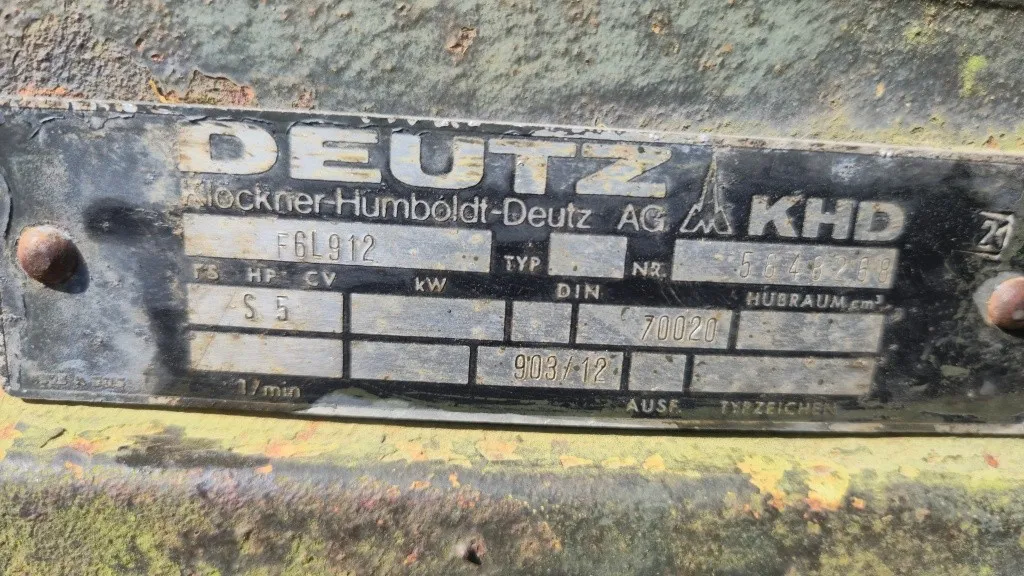 DEUTZ
Klöckner-Humboldt-Deutz AG KHD
F6L912 TYP NR.
PS HP CV kW DIN HUBRAUM cm³
S 5 70020
903/12
1/min AUSF. TYPZEICHEN